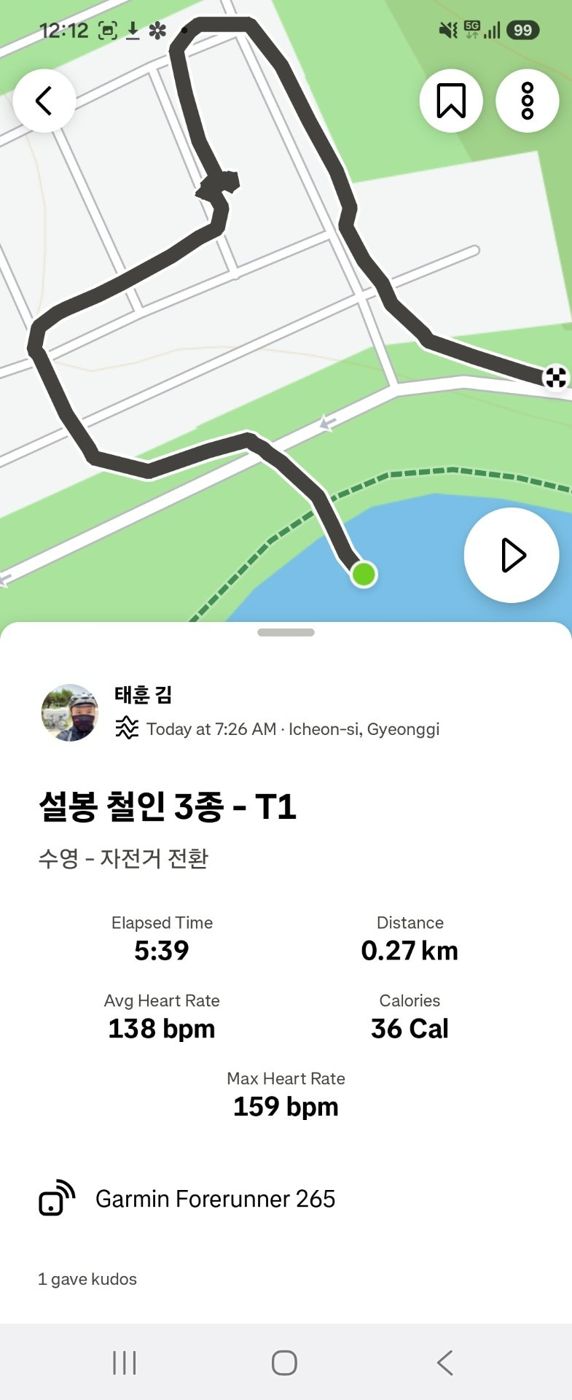 12:12
5G
99
태훈 김
Today at 7:26 AM · Icheon-si, Gyeonggi
설봉 철인 3종 - T1
수영 - 자전거 전환
Elapsed Time
Distance
5:39
0.27 km
Avg Heart Rate
Calories
138 bpm
36 Cal
Max Heart Rate
159 bpm
Garmin Forerunner 265
1 gave kudos